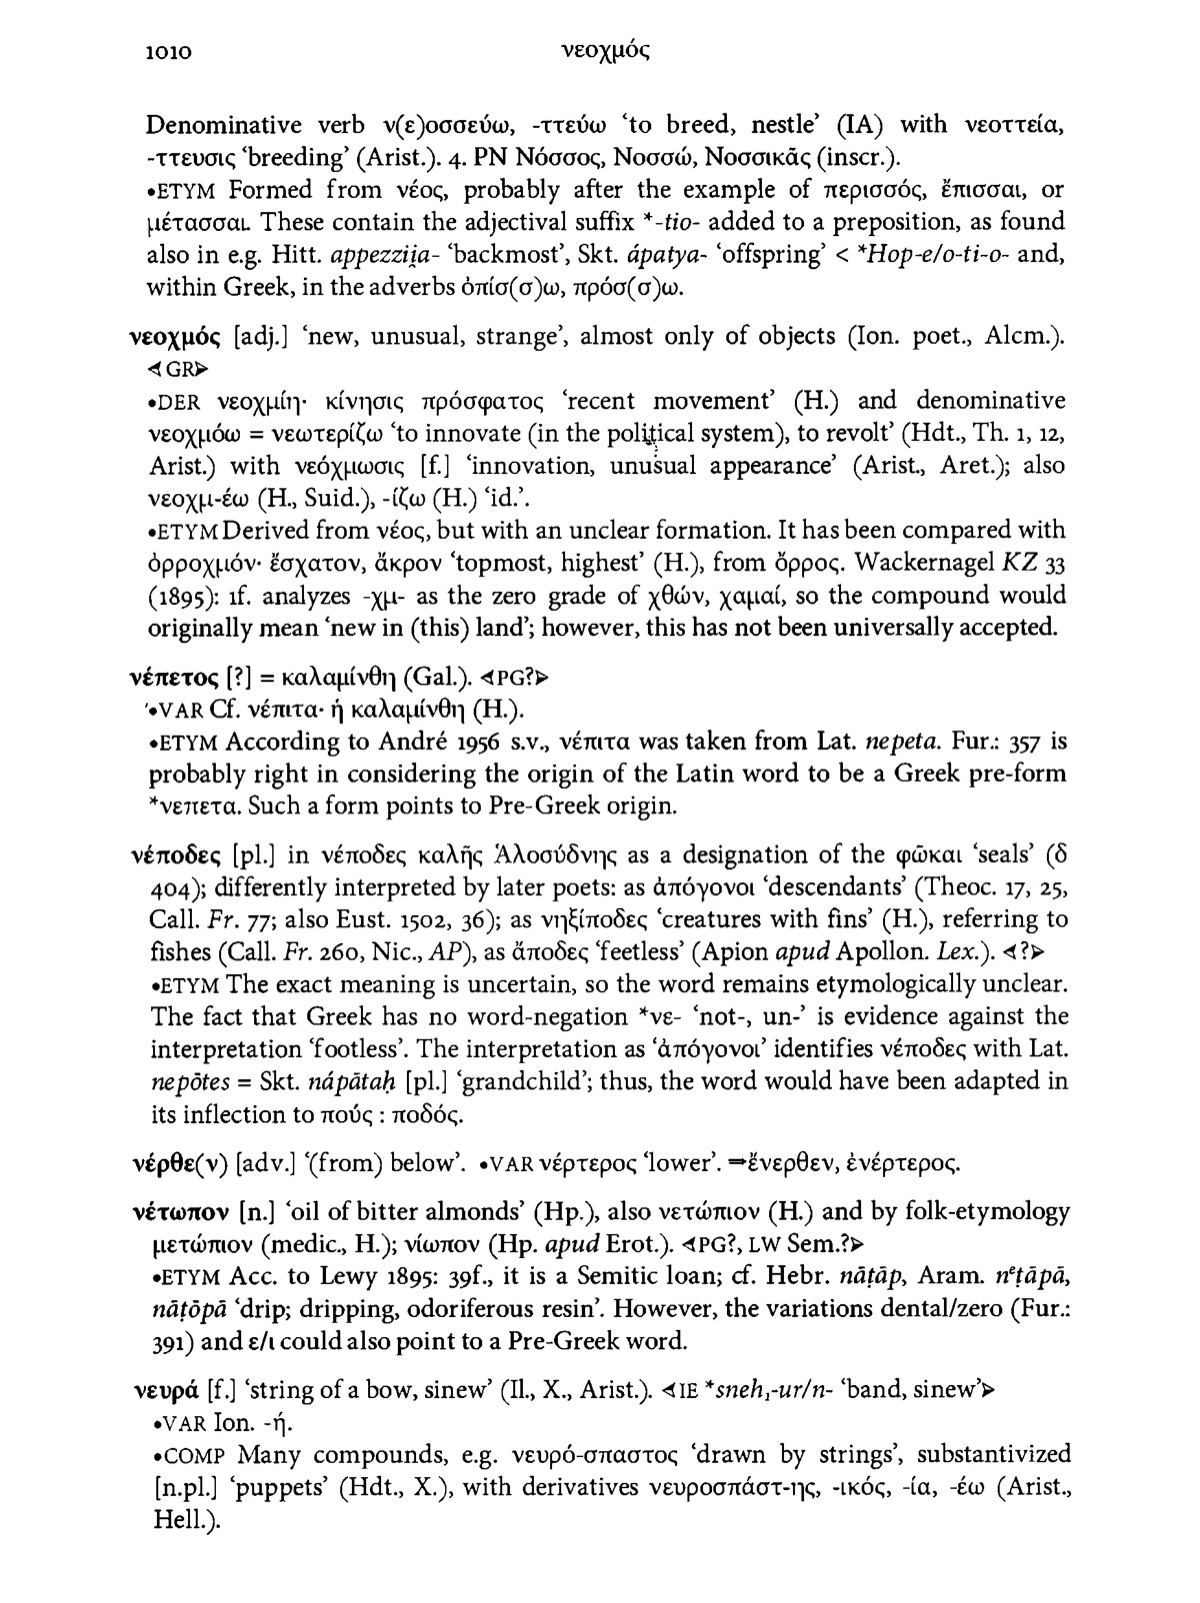 1010 νεοχμός
Denominative verb ν(ε)οσσεύω, -ττεύω ‘to breed, nestle’ (IA) with νεοττεία,
-ττευσις ‘breeding’ (Arist.). 4. PN Νόσσος, Νοσσώ, Νοσσικᾶς (inscr.).
•ETYM Formed from νέος, probably after the example of περισσός, ἔπισσαι, or
μέτασσαι. These contain the adjectival suffix *-tio- added to a preposition, as found
also in e.g. Hitt. appezzii̯a- ‘backmost’, Skt. ápatya- ‘offspring’ < *Hop-e/o-ti-o- and,
within Greek, in the adverbs ὀπίσ(σ)ω, πρόσ(σ)ω.
νεοχμός [adj.] ‘new, unusual, strange’, almost only of objects (Ion. poet., Alcm.).
⊲GR⊳
•DER νεοχμίη· κίνησις πρόσφατος ‘recent movement’ (H.) and denominative
νεοχμόω = νεωτερίζω ‘to innovate (in the political system), to revolt’ (Hdt., Th. 1, 12,
Arist.) with νεόχμωσις [f.] ‘innovation, unusual appearance’ (Arist., Aret.); also
νεοχμ-έω (H., Suid.), -ίζω (H.) ‘id.’.
•ETYM Derived from νέος, but with an unclear formation. It has been compared with
ὀρροχμόν· ἔσχατον, ἄκρον ‘topmost, highest’ (H.), from ὄρρος. Wackernagel KZ 33
(1895): 1f. analyzes -χμ- as the zero grade of χθών, χαμαί, so the compound would
originally mean ‘new in (this) land’; however, this has not been universally accepted.
νέπετος [?] = καλαμίνθη (Gal.). ⊲PG?⊳
•VAR Cf. νέπιτα· ἡ καλαμίνθη (H.).
•ETYM According to André 1956 s.v., νέπιτα was taken from Lat. nepeta. Fur.: 357 is
probably right in considering the origin of the Latin word to be a Greek pre-form
*νεπετα. Such a form points to Pre-Greek origin.
νέποδες [pl.] in νέποδες καλῆς Ἁλοσύδνης as a designation of the φῶκαι ‘seals’ (δ
404); differently interpreted by later poets: as ἀπόγονοι ‘descendants’ (Theoc. 17, 25,
Call. Fr. 77; also Eust. 1502, 36); as νηξίποδες ‘creatures with fins’ (H.), referring to
fishes (Call. Fr. 260, Nic., AP), as ἄποδες ‘feetless’ (Apion apud Apollon. Lex.). ⊲?⊳
•ETYM The exact meaning is uncertain, so the word remains etymologically unclear.
The fact that Greek has no word-negation *νε- ‘not-, un-’ is evidence against the
interpretation ‘footless’. The interpretation as ‘ἀπόγονοι’ identifies νέποδες with Lat.
nepōtes = Skt. nápātaḥ [pl.] ‘grandchild’; thus, the word would have been adapted in
its inflection to πούς : ποδός.
νέρθε(ν) [adv.] ‘(from) below’. •VAR νέρτερος ‘lower’. ⇒ἔνερθεν, ἐνέρτερος.
νέτωπον [n.] ‘oil of bitter almonds’ (Hp.), also νετώπιον (H.) and by folk-etymology
μετώπιον (medic., H.); νίωπον (Hp. apud Erot.). ⊲PG?, LW Sem.?⊳
•ETYM Acc. to Lewy 1895: 39f., it is a Semitic loan; cf. Hebr. nāṭāp, Aram. nᵉṭāpā,
nāṭōpā ‘drip; dripping, odoriferous resin’. However, the variations dental/zero (Fur.:
391) and ε/ι could also point to a Pre-Greek word.
νευρά [f.] ‘string of a bow, sinew’ (Il., X., Arist.). ⊲IE *sneh₁-ur/n- ‘band, sinew’⊳
•VAR Ion. -ή.
•COMP Many compounds, e.g. νευρό-σπαστος ‘drawn by strings’, substantivized
[n.pl.] ‘puppets’ (Hdt., X.), with derivatives νευροσπάστ-ης, -ικός, -ία, -έω (Arist.,
Hell.).